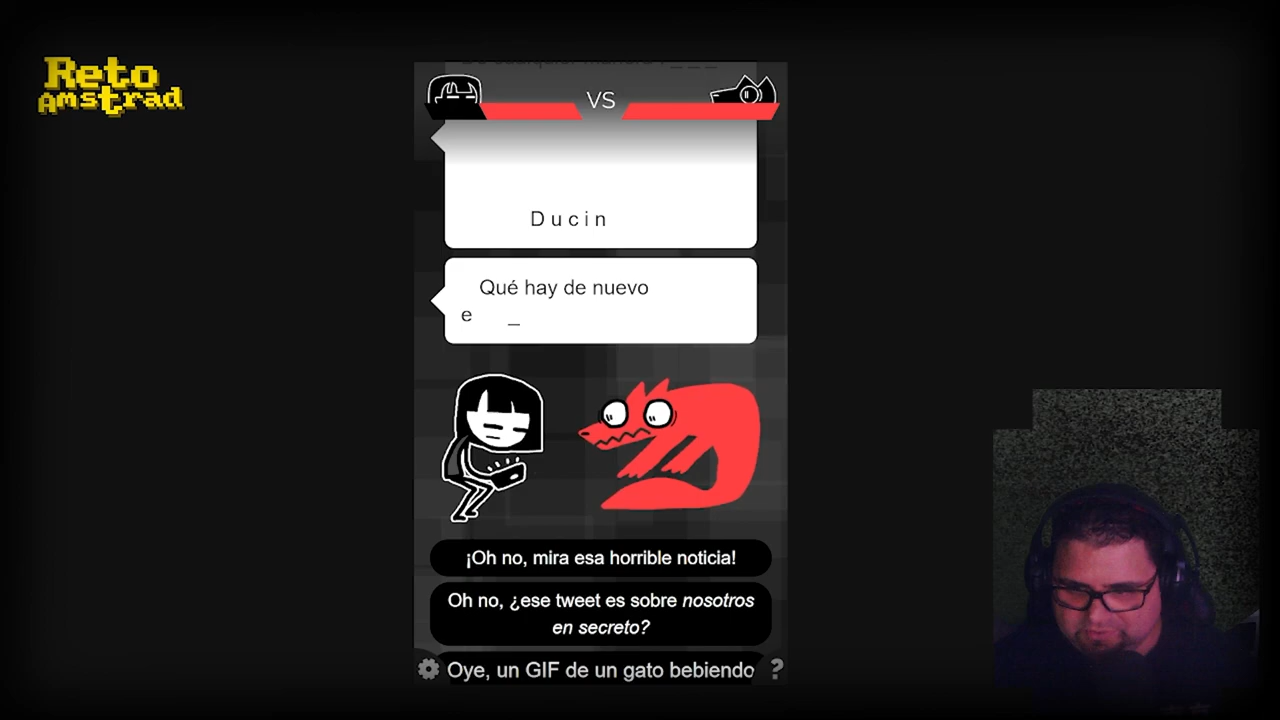 Reto
Amstrad
VS
Ducin
Qué hay de nuevo
e _
¡Oh no, mira esa horrible noticia!
Oh no, ¿ese tweet es sobre nosotros
en secreto?
Oye, un GIF de un gato bebiendo
?